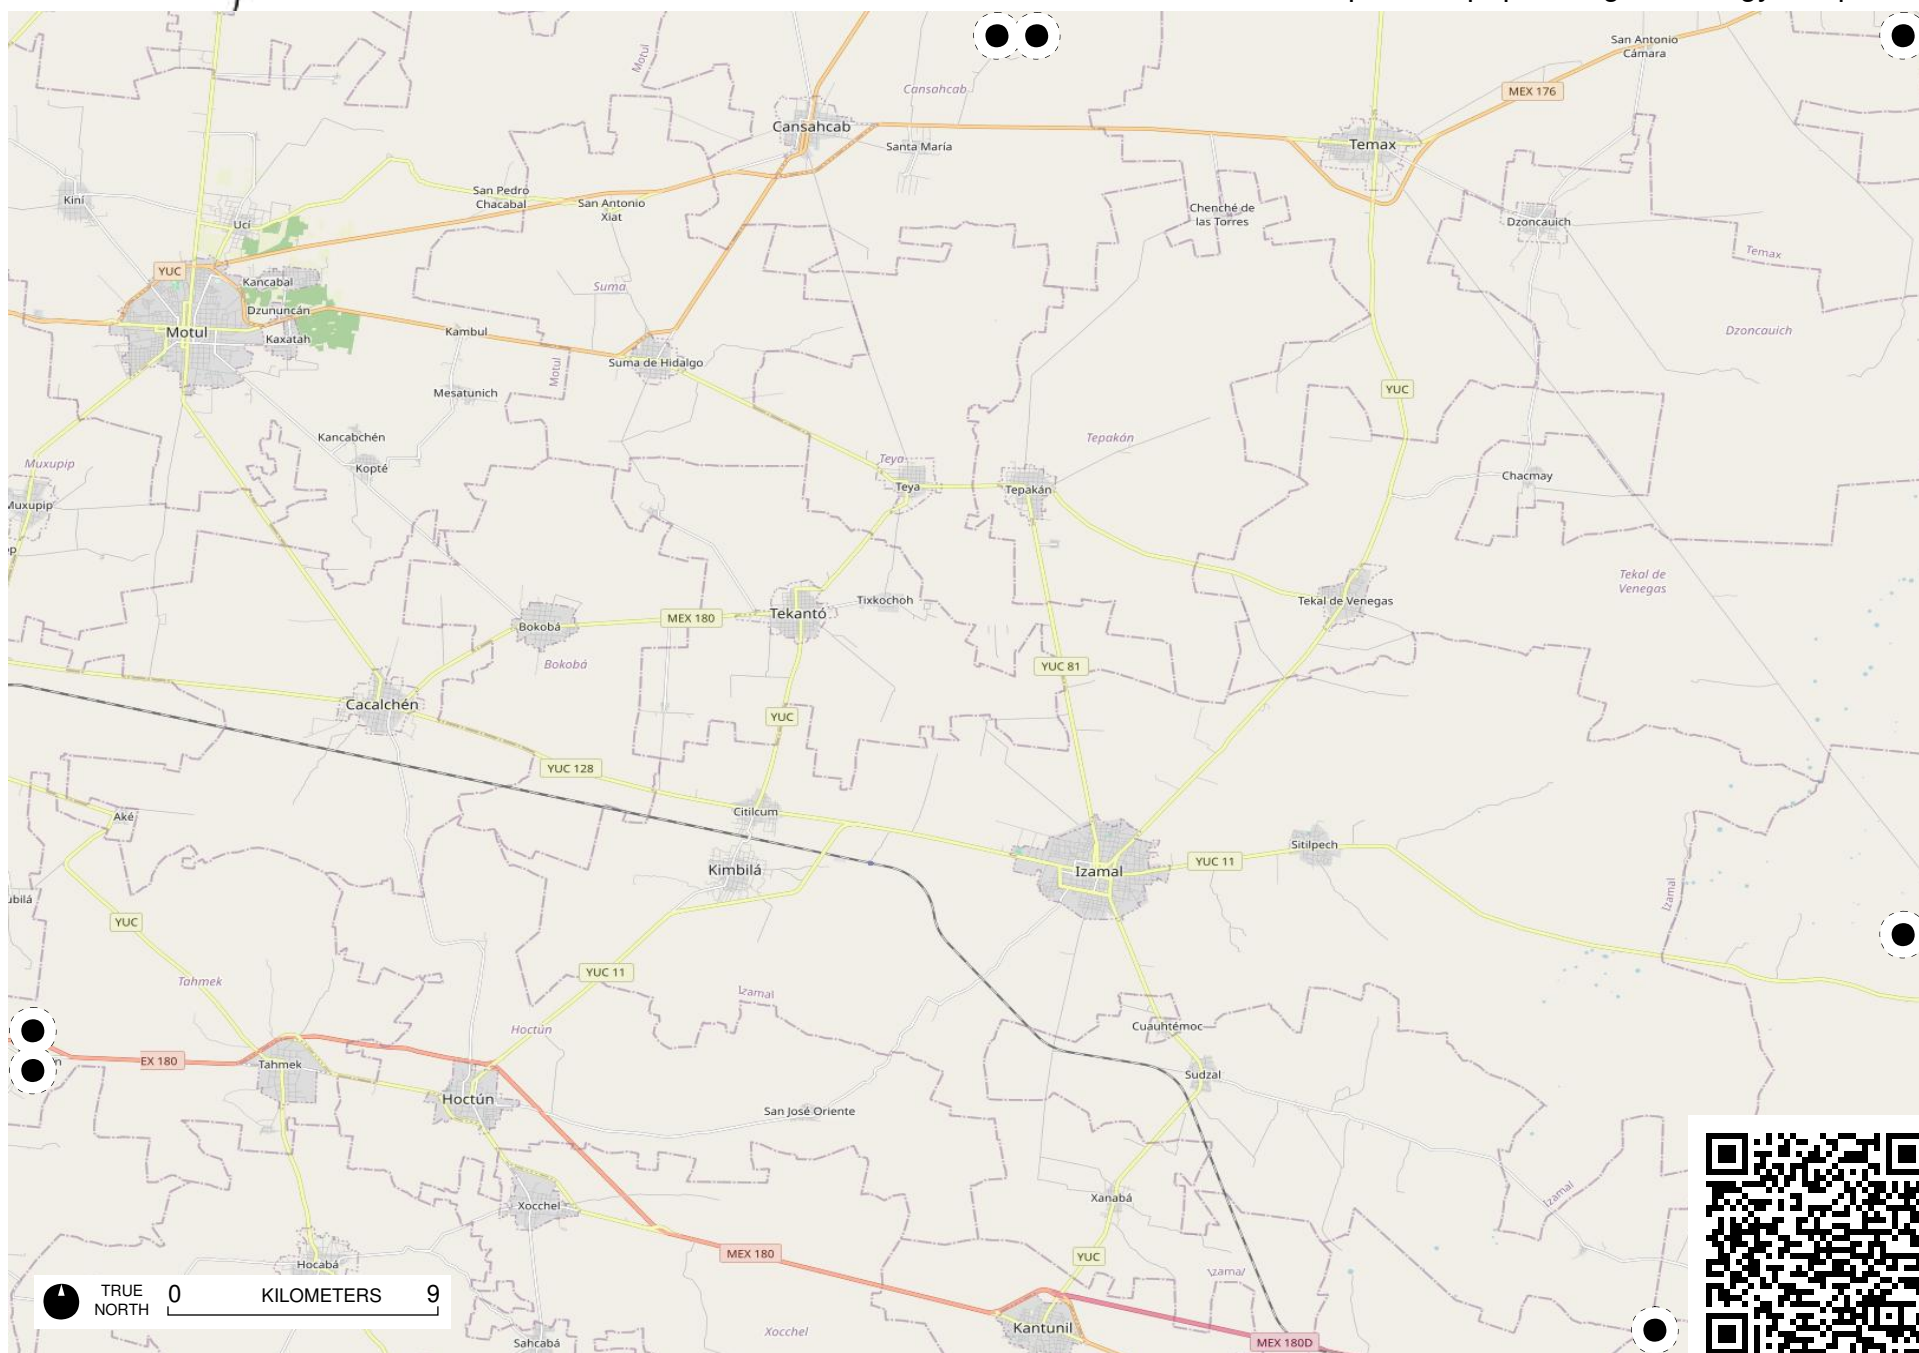 San Antonio
Cámara
Motul
Cansahcab
MEX 176
Cansahcab
Santa María
Temax
Kiní
San Pedro
Chacabal
San Antonio
Xiat
Chenché de
las Torres
Dzoncauich
Ucí
Temax
YUC
Kancabal
Suma
Dzununcán
Motul
Kaxatah
Kambul
Dzoncauich
Suma de Hidalgo
Motul
Mesatunich
YUC
Kancabchén
Tepakán
Muxupip
Kopté
Teya
Teya
Tepakán
Chacmay
Muxupip
Tekal de
Venegas
Tixkochoh
Tekal de Venegas
Bokobá
MEX 180
Tekantó
Bokobá
YUC 81
Cacalchén
YUC
YUC 128
Aké
Citilcum
Sitilpech
Kimbilá
Izamal
YUC 11
Izamal
YUC
YUC 11
Tahmek
Izamal
Hoctún
Cuauhtémoc
EX 180
Tahmek
Sudzal
Hoctún
San José Oriente
Xocchel
Xanabá
Izamal
MEX 180
YUC
Hocabá
Izamal
TRUE
NORTH
0 KILOMETERS 9
Xocchel
Kantunil
Sahcabá
MEX 180D